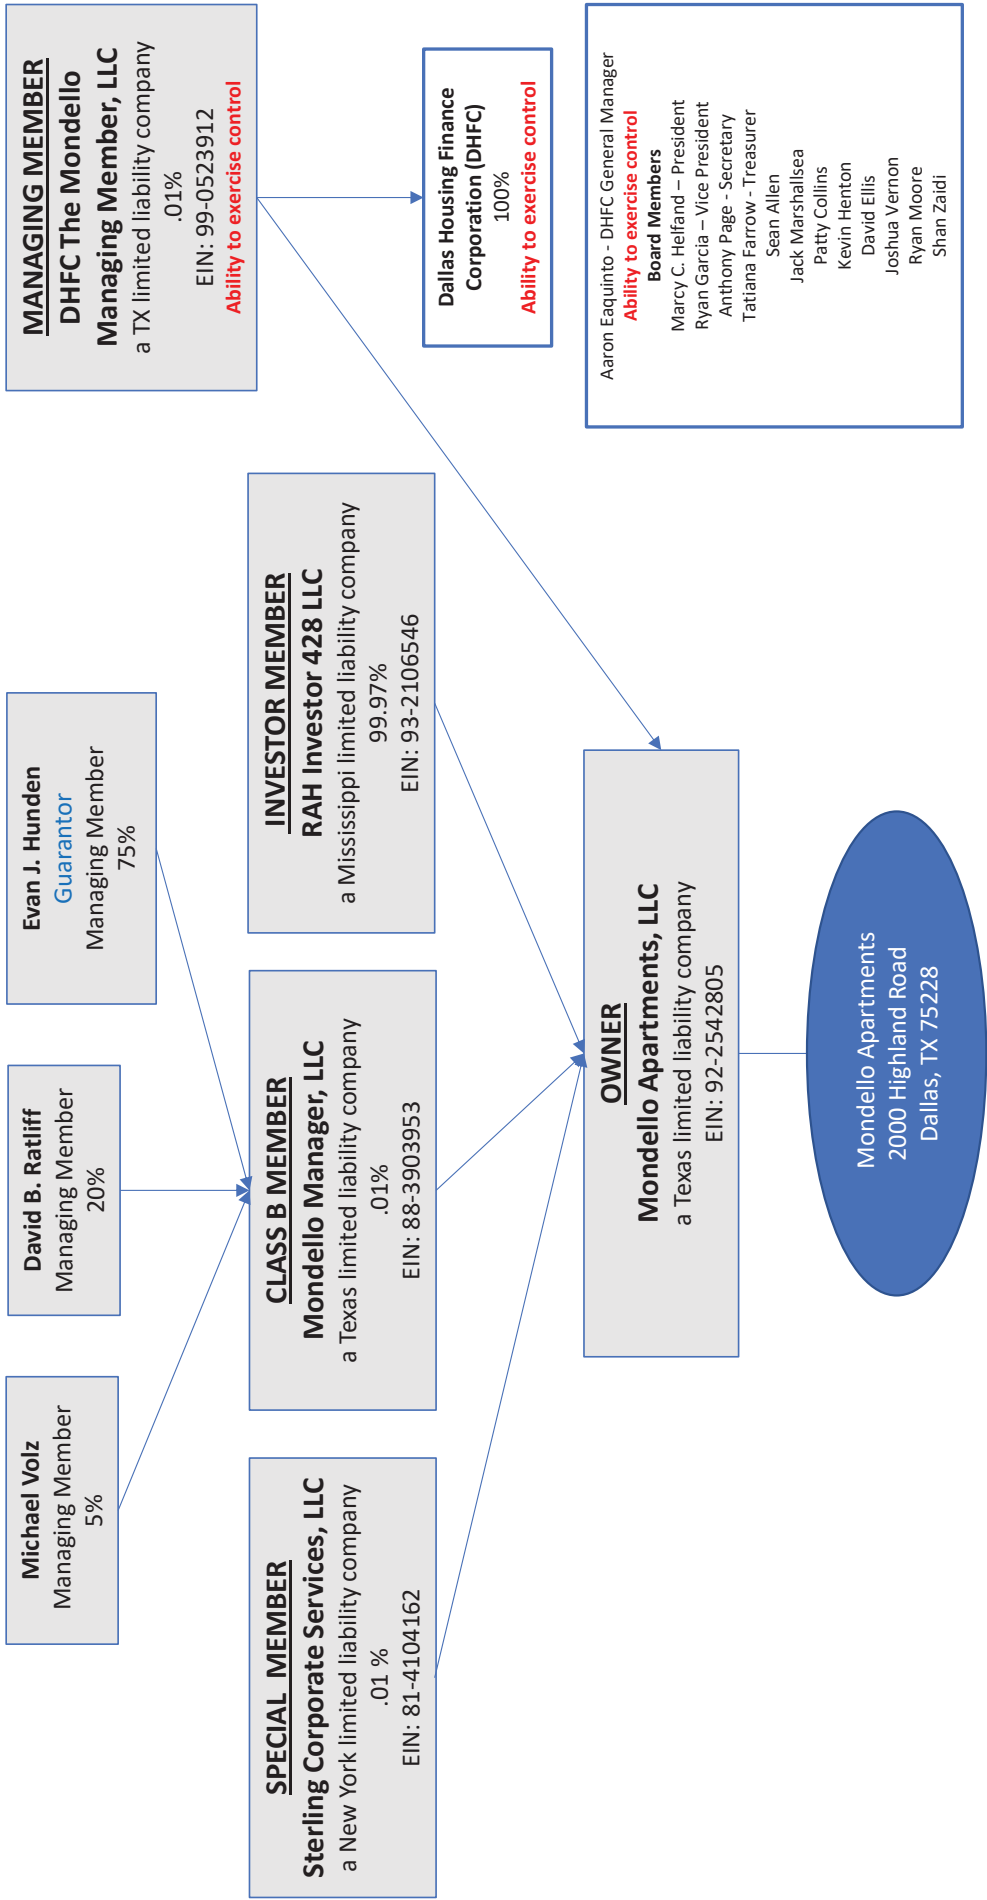 Michael Volz
Managing Member
5%
David B. Ratliff
Managing Member
20%
Evan J. Hunden
Guarantor
Managing Member
75%
MANAGING MEMBER
DHFC The Mondello
Managing Member, LLC
a TX limited liability company
.01%
EIN: 99-0523912
Ability to exercise control
SPECIAL MEMBER
Sterling Corporate Services, LLC
a New York limited liability company
.01 %
EIN: 81-4104162
CLASS B MEMBER
Mondello Manager, LLC
a Texas limited liability company
.01%
EIN: 88-3903953
INVESTOR MEMBER
RAH Investor 428 LLC
a Mississippi limited liability company
99.97%
EIN: 93-2106546
Dallas Housing Finance
Corporation (DHFC)
100%
Ability to exercise control
OWNER
Mondello Apartments, LLC
a Texas limited liability company
EIN: 92-2542805
Aaron Eaquinto - DHFC General Manager
Ability to exercise control
Board Members
Marcy C. Helfand – President
Ryan Garcia – Vice President
Anthony Page - Secretary
Tatiana Farrow - Treasurer
Sean Allen
Jack Marshallsea
Patty Collins
Kevin Henton
David Ellis
Joshua Vernon
Ryan Moore
Shan Zaidi
Mondello Apartments
2000 Highland Road
Dallas, TX 75228